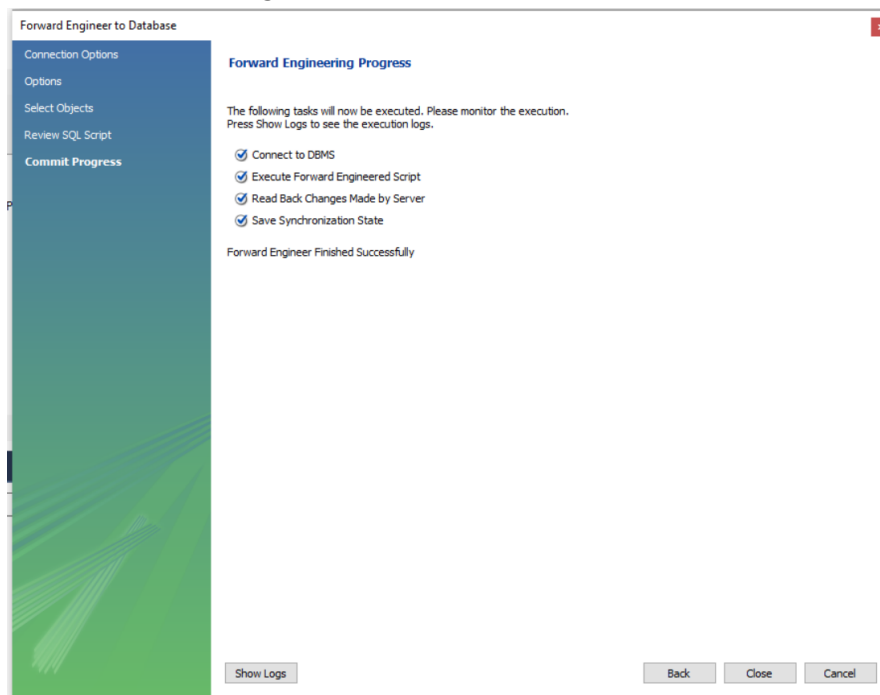 Forward Engineer to Database
Connection Options
Options
Select Objects
Review SQL Script
Commit Progress
Forward Engineering Progress
The following tasks will now be executed. Please monitor the execution.
Press Show Logs to see the execution logs.
Connect to DBMS
Execute Forward Engineered Script
Read Back Changes Made by Server
Save Synchronization State
Forward Engineer Finished Successfully
Show Logs
Back
Close
Cancel